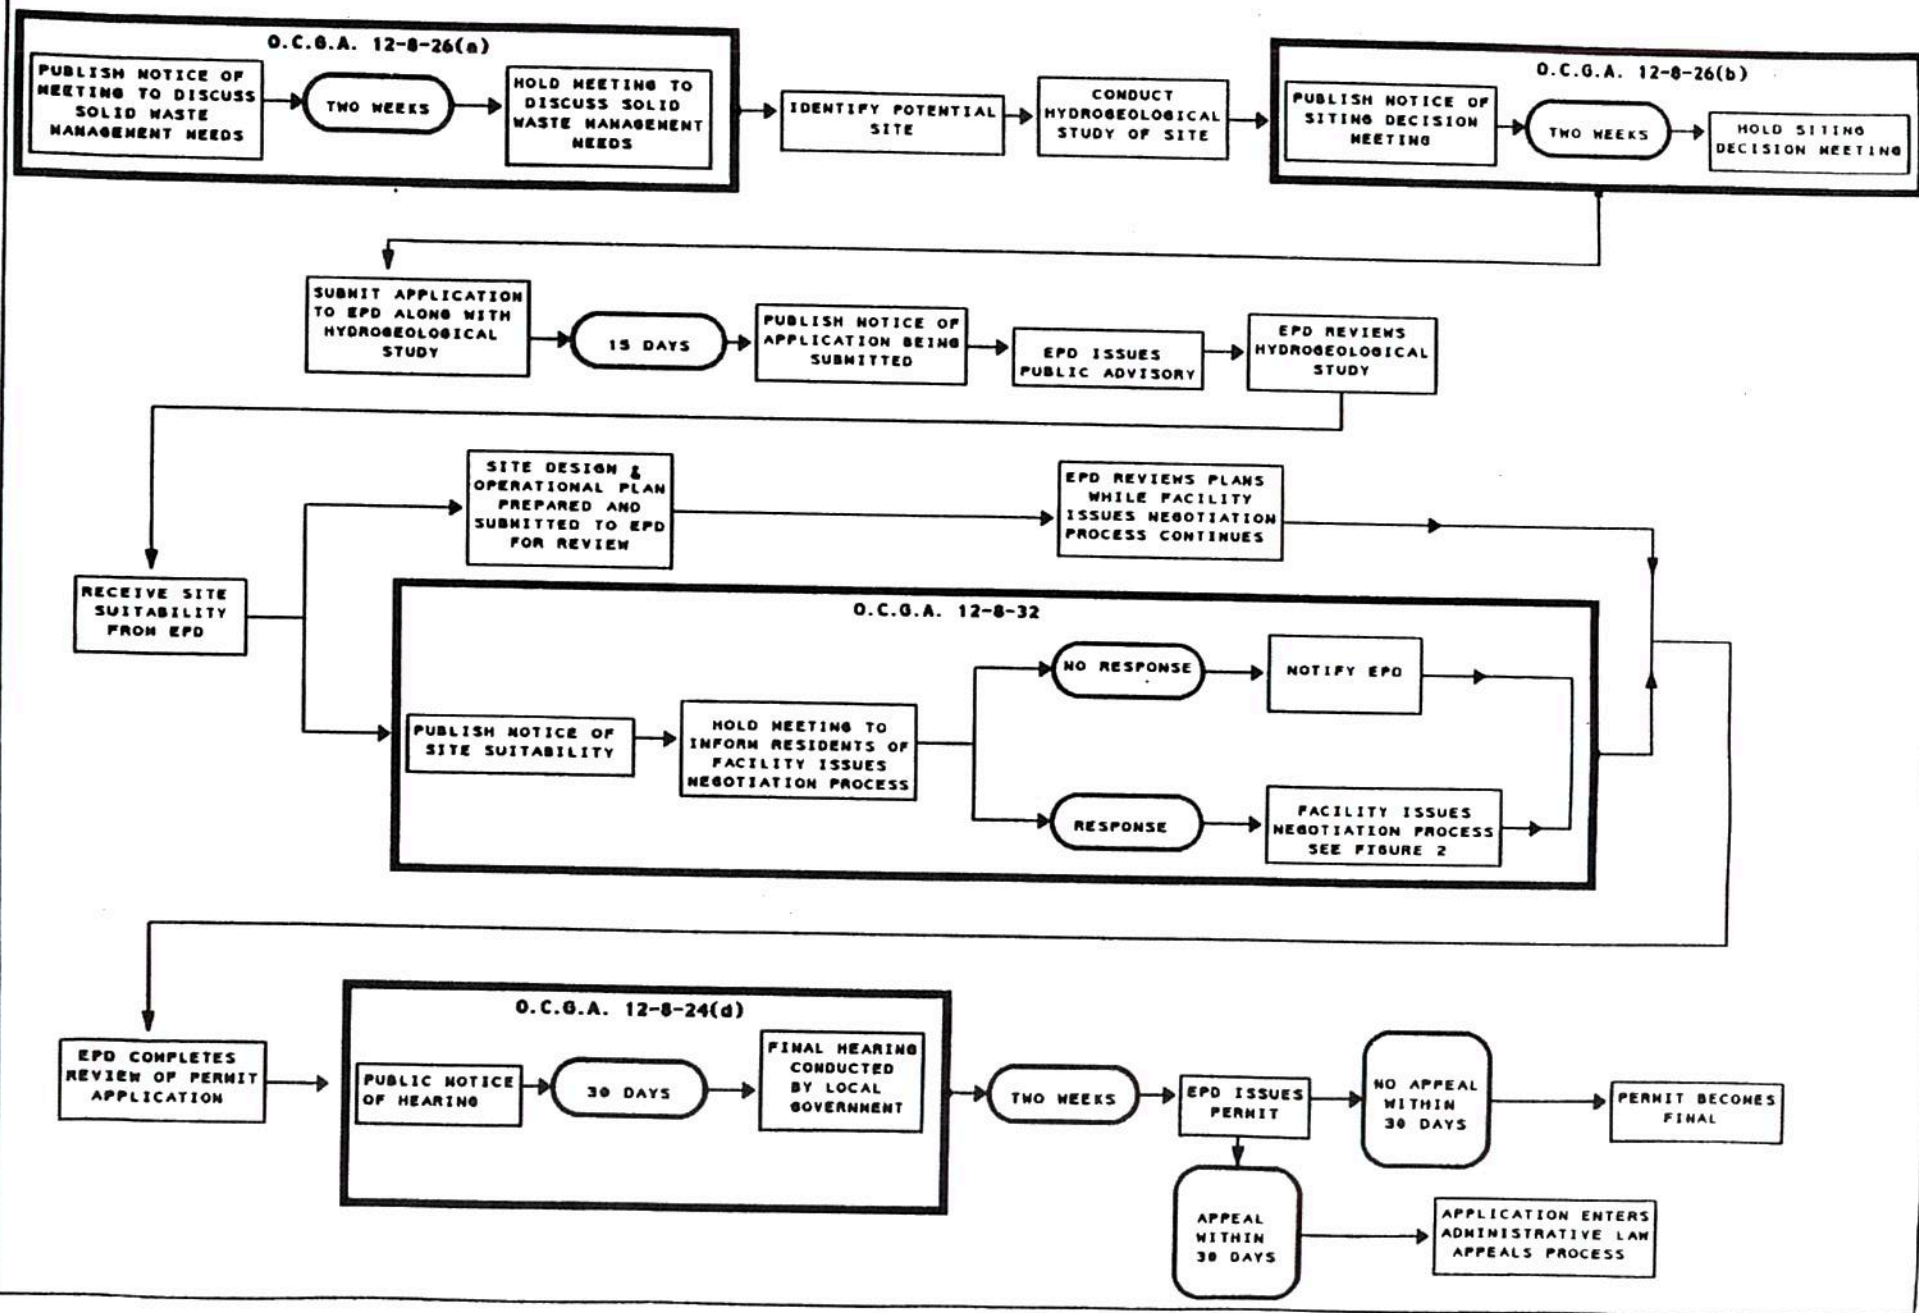 O.C.G.A. 12-8-26(a)
PUBLISH NOTICE OF
MEETING TO DISCUSS
SOLID WASTE
MANAGEMENT NEEDS
TWO WEEKS
HOLD MEETING TO
DISCUSS SOLID
WASTE MANAGEMENT
NEEDS
IDENTIFY POTENTIAL
SITE
CONDUCT
HYDROGEOLOGICAL
STUDY OF SITE
O.C.G.A. 12-8-26(b)
PUBLISH NOTICE OF
SITING DECISION
MEETING
TWO WEEKS
HOLD SITING
DECISION MEETING
SUBMIT APPLICATION
TO EPD ALONG WITH
HYDROGEOLOGICAL
STUDY
15 DAYS
PUBLISH NOTICE OF
APPLICATION BEING
SUBMITTED
EPD ISSUES
PUBLIC ADVISORY
EPD REVIEWS
HYDROGEOLOGICAL
STUDY
RECEIVE SITE
SUITABILITY
FROM EPD
SITE DESIGN &
OPERATIONAL PLAN
PREPARED AND
SUBMITTED TO EPD
FOR REVIEW
EPD REVIEWS PLANS
WHILE FACILITY
ISSUES NEGOTIATION
PROCESS CONTINUES
O.C.G.A. 12-8-32
PUBLISH NOTICE OF
SITE SUITABILITY
HOLD MEETING TO
INFORM RESIDENTS OF
FACILITY ISSUES
NEGOTIATION PROCESS
NO RESPONSE
NOTIFY EPD
RESPONSE
FACILITY ISSUES
NEGOTIATION PROCESS
SEE FIGURE 2
EPD COMPLETES
REVIEW OF PERMIT
APPLICATION
O.C.G.A. 12-8-24(d)
PUBLIC NOTICE
OF HEARING
30 DAYS
FINAL HEARING
CONDUCTED
BY LOCAL
GOVERNMENT
TWO WEEKS
EPD ISSUES
PERMIT
NO APPEAL
WITHIN
30 DAYS
PERMIT BECOMES
FINAL
APPEAL
WITHIN
30 DAYS
APPLICATION ENTERS
ADMINISTRATIVE LAW
APPEALS PROCESS